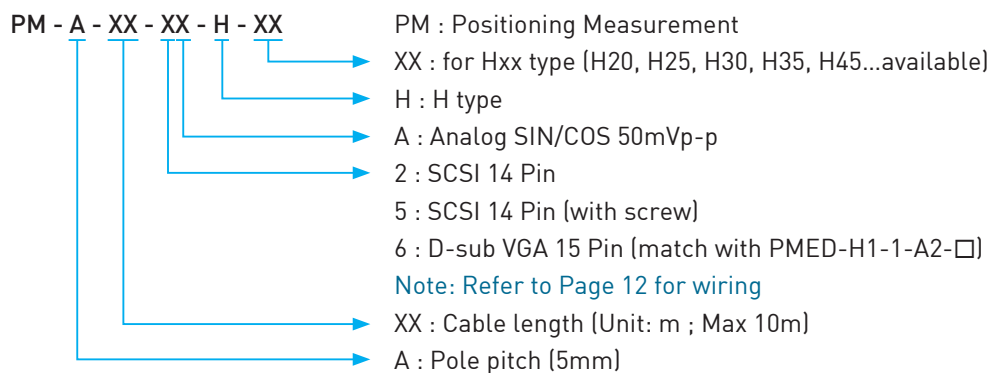 PM - A - XX - XX - H - XX
PM : Positioning Measurement
XX : for Hxx type (H20, H25, H30, H35, H45...available)
H : H type
A : Analog SIN/COS 50mVp-p
2 : SCSI 14 Pin
5 : SCSI 14 Pin (with screw)
6 : D-sub VGA 15 Pin (match with PMED-H1-1-A2-□)
Note: Refer to Page 12 for wiring
XX : Cable length (Unit: m ; Max 10m)
A : Pole pitch (5mm)